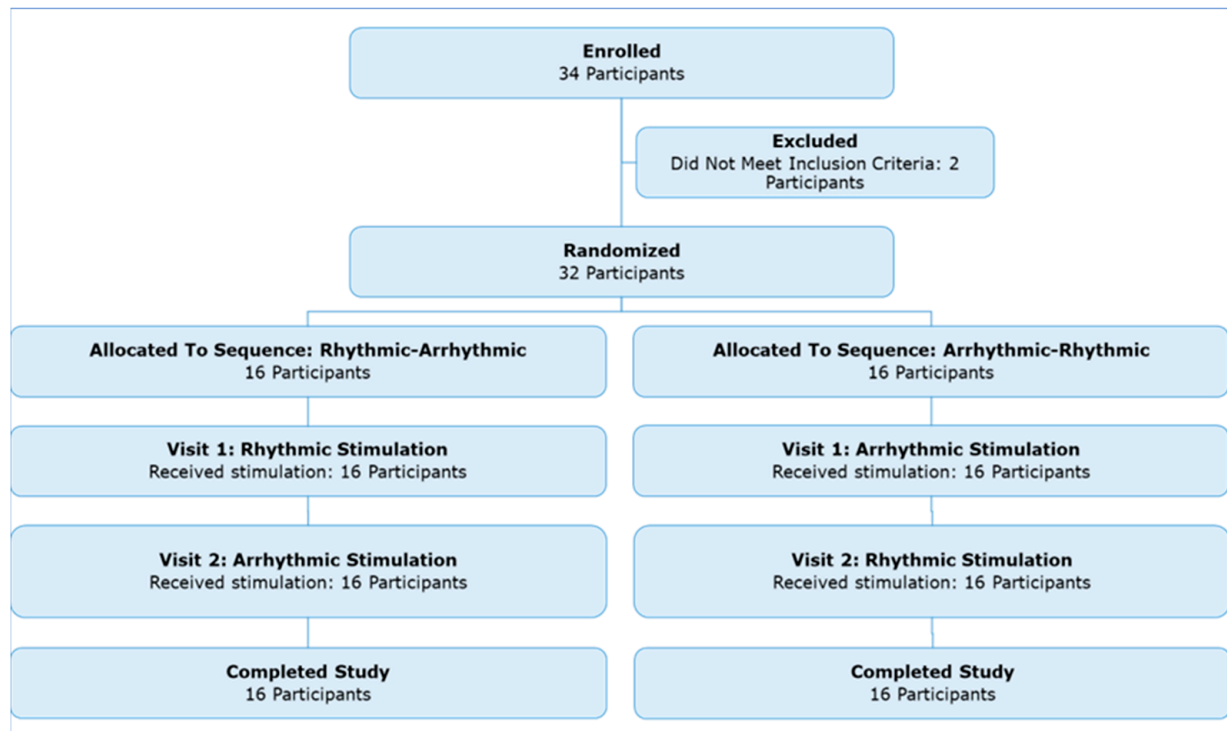 Enrolled
34 Participants
Excluded
Did Not Meet Inclusion Criteria: 2
Participants
Randomized
32 Participants
Allocated To Sequence: Rhythmic-Arrhythmic
16 Participants
Allocated To Sequence: Arrhythmic-Rhythmic
16 Participants
Visit 1: Rhythmic Stimulation
Received stimulation: 16 Participants
Visit 1: Arrhythmic Stimulation
Received stimulation: 16 Participants
Visit 2: Arrhythmic Stimulation
Received stimulation: 16 Participants
Visit 2: Rhythmic Stimulation
Received stimulation: 16 Participants
Completed Study
16 Participants
Completed Study
16 Participants